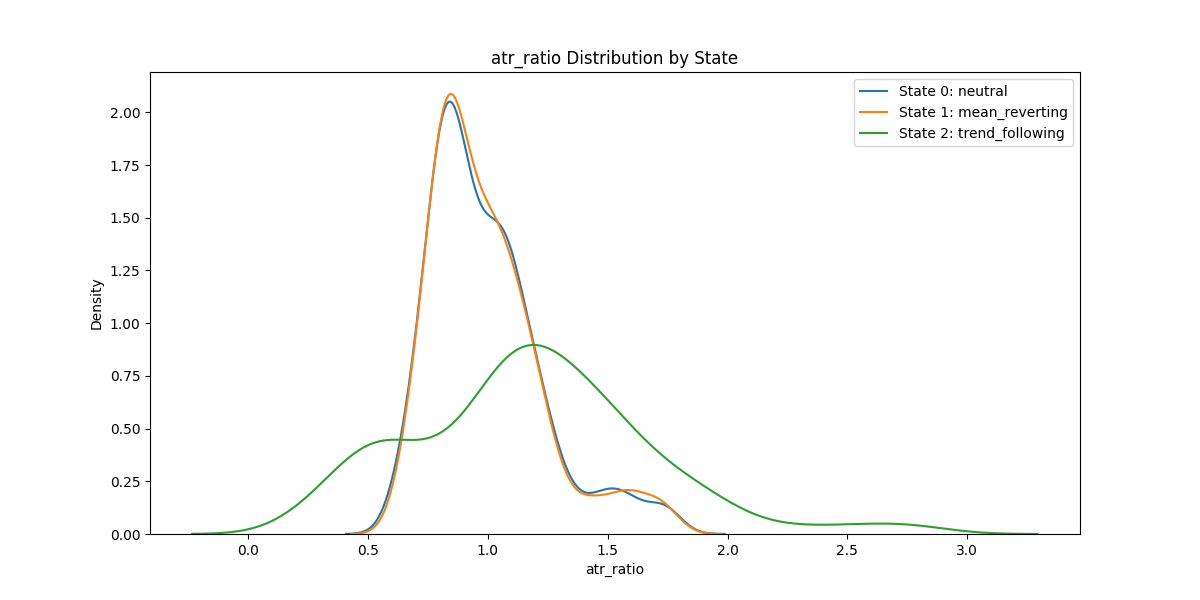 atr_ratio Distribution by State
State 0: neutral
State 1: mean_reverting
State 2: trend_following
Density
2.00
1.75
1.50
1.25
1.00
0.75
0.50
0.25
0.00
0.0 0.5 1.0 1.5 2.0 2.5 3.0
atr_ratio